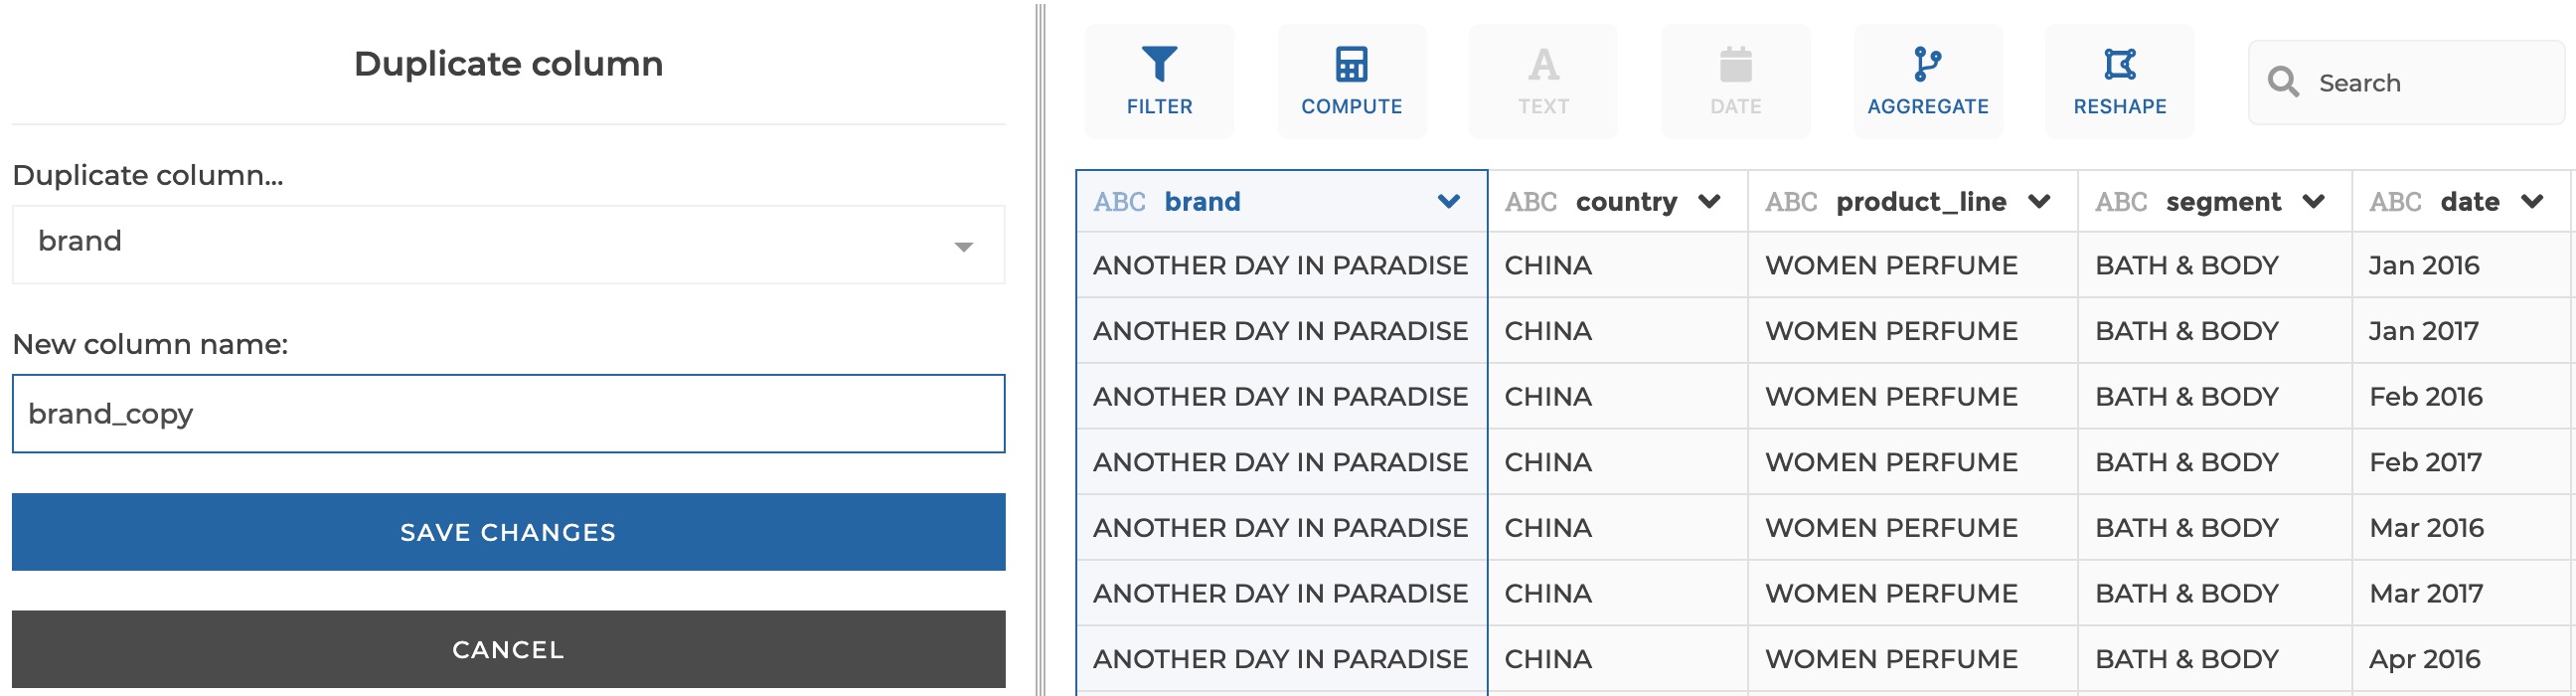 Duplicate column
Duplicate column...
brand
New column name:
brand_copy
SAVE CHANGES
CANCEL
FILTER COMPUTE TEXT DATE AGGREGATE RESHAPE Search
ABC brand ABC country ABC product_line ABC segment ABC date
ANOTHER DAY IN PARADISE CHINA WOMEN PERFUME BATH & BODY Jan 2016
ANOTHER DAY IN PARADISE CHINA WOMEN PERFUME BATH & BODY Jan 2017
ANOTHER DAY IN PARADISE CHINA WOMEN PERFUME BATH & BODY Feb 2016
ANOTHER DAY IN PARADISE CHINA WOMEN PERFUME BATH & BODY Feb 2017
ANOTHER DAY IN PARADISE CHINA WOMEN PERFUME BATH & BODY Mar 2016
ANOTHER DAY IN PARADISE CHINA WOMEN PERFUME BATH & BODY Mar 2017
ANOTHER DAY IN PARADISE CHINA WOMEN PERFUME BATH & BODY Apr 2016